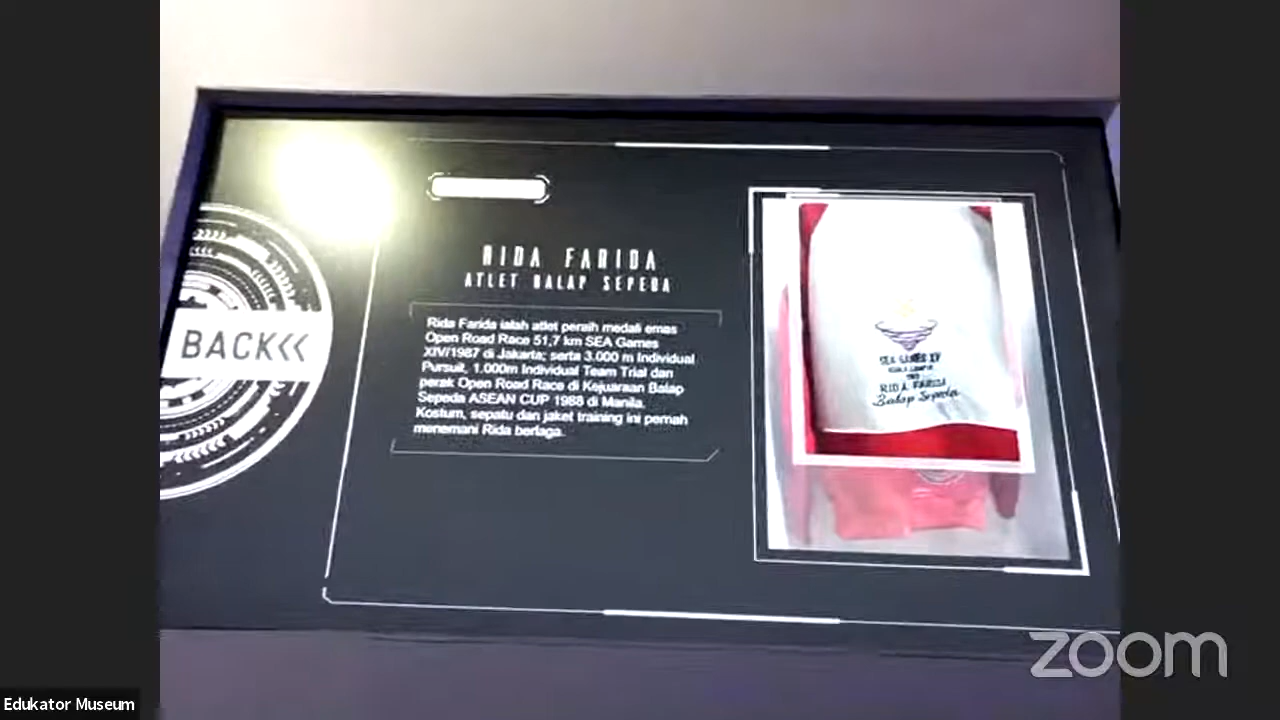 RIDA FARIDA
ATLET BALAP SEPEDA
Rida Farida ialah atlet peraih medali emas
Open Road Race 51,7 km SEA Games
XIV/1987 di Jakarta; serta 3.000 m Individual
Pursuit, 1.000m Individual Team Trial dan
perak Open Road Race di Kejuaraan Balap
Sepeda ASEAN CUP 1988 di Manila.
Kostum, sepatu dan jaket training ini pernah
menemani Rida berlaga.
BACK
SEA GAMES XV
KUALA LUMPUR
RIDA FARIDA
Balap Sepeda
zoom
Edukator Museum